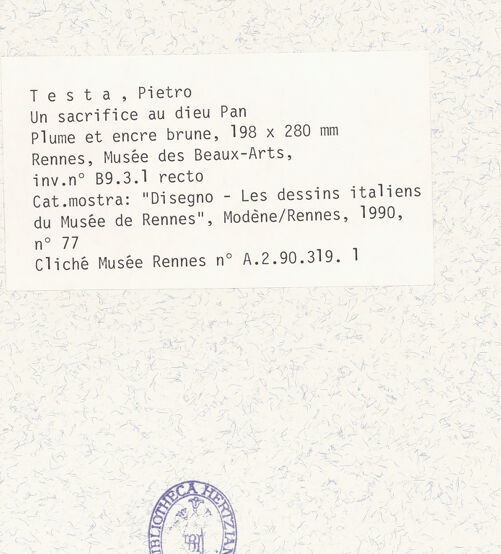 T e s t a , Pietro
Un sacrifice au dieu Pan
Plume et encre brune, 198 x 280 mm
Rennes, Musée des Beaux-Arts,
inv.n° B9.3.1 recto
Cat.mostra: "Disegno - Les dessins italiens
du Musée de Rennes", Modène/Rennes, 1990,
n° 77
Cliché Musée Rennes n° A.2.90.319. 1
BIBLIOTHECA HERTZIAN